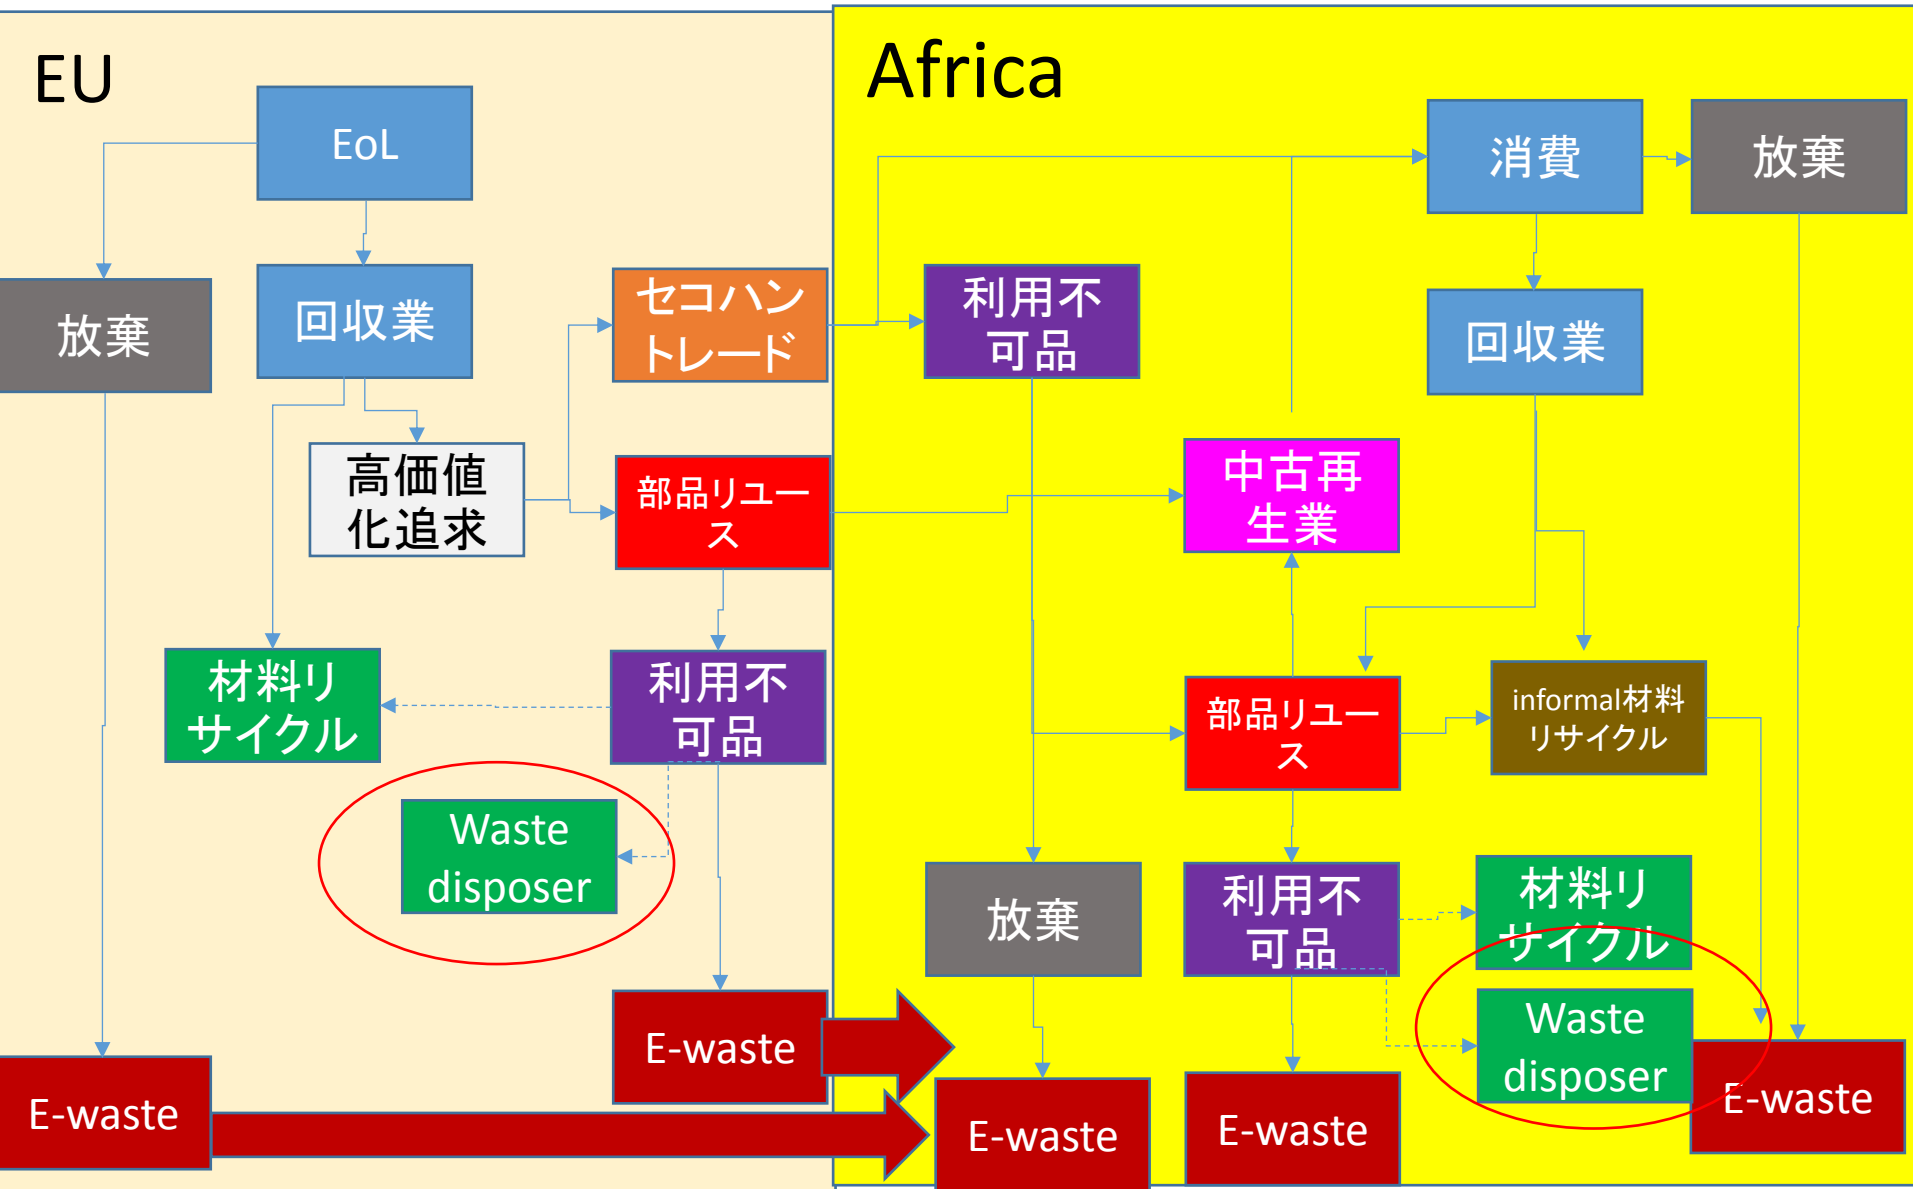 EU
Africa
EoL
消費
放棄
放棄
回収業
セコハン
トレード
利用不
可品
回収業
高価値
化追求
部品リユー
ス
中古再
生業
材料リ
サイクル
利用不
可品
部品リユー
ス
informal材料
リサイクル
Waste
disposer
放棄
利用不
可品
材料リ
サイクル
Waste
disposer
E-waste
E-waste
E-waste
E-waste
E-waste